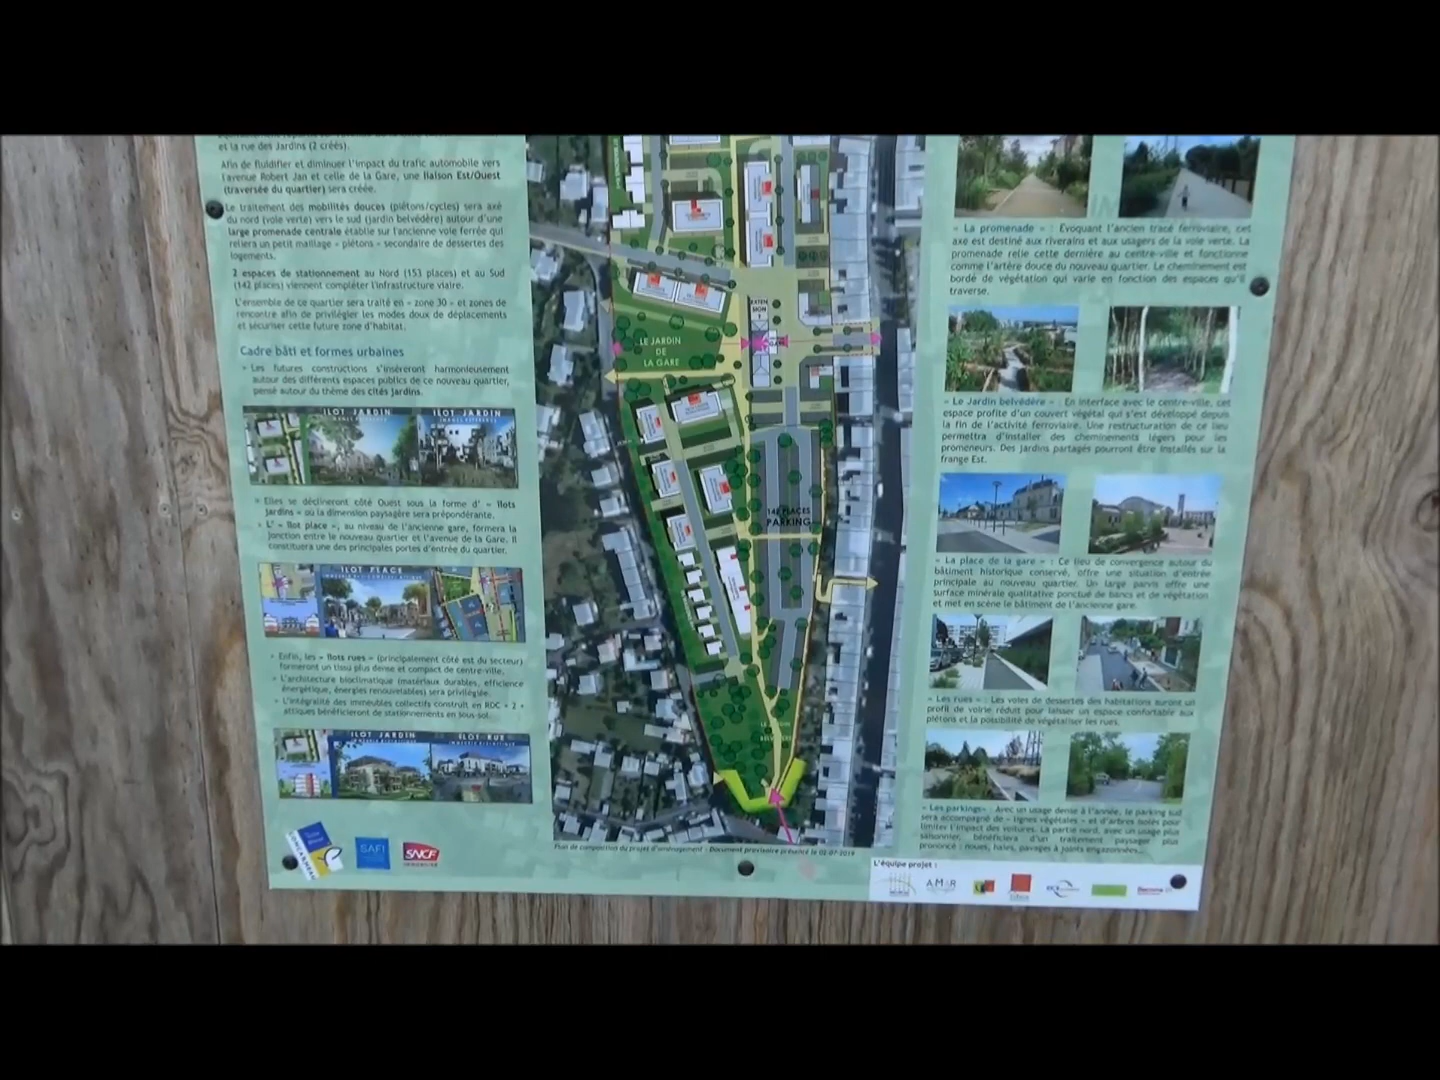 et la rue des Jardins (2 créés).
Afin de fluidifier et diminuer l'impact du trafic automobile vers
l'avenue Robert Jan et celle de la Gare, une liaison Est/Ouest
(traversée du quartier) sera créée.
Le traitement des mobilités douces (piétons/cycles) sera axé
du nord (voie verte) vers le sud (jardin belvédère) autour d'une
large promenade centrale établie sur l'ancienne voie ferrée qui
reliera un petit maillage « piétons » secondaire de dessertes des
logements.
2 espaces de stationnement au Nord (153 places) et au Sud
(142 places) viennent compléter l'infrastructure viaire.
L'ensemble de ce quartier sera traité en « zone 30 » et zones de
rencontre afin de privilégier les modes doux de déplacements
et sécuriser cette future zone d'habitat.
Cadre bâti et formes urbaines
Les futures constructions s'inséreront harmonieusement
autour des différents espaces publics de ce nouveau quartier,
pensé autour du thème des cités jardins.
ILOT JARDIN
ILOT JARDIN
Elles se déclineront côté Ouest sous la forme d' « îlots
jardins » où la dimension paysagère sera prépondérante.
L' « îlot place », au niveau de l'ancienne gare, formera la
jonction entre le nouveau quartier et l'avenue de la Gare. Il
constituera une des principales portes d'entrée du quartier.
ILOT PLACE
Enfin, les « îlots rues » (principalement côté est du secteur)
formeront un tissu plus dense et compact de centre-ville.
L'architecture bioclimatique (matériaux durables, efficience
énergétique, énergies renouvelables) sera privilégiée.
L'intégralité des immeubles collectifs construit en RDC + 2 +
attiques bénéficieront de stationnements en sous-sol.
ILOT JARDIN
ILOT RUE
SAFI
SNCF
IMMOBILIER
EXTEN
SION
?
GARE
LE JARDIN
DE
LA GARE
142 PLACES
PARKING
LE JARDIN
BELVEDERE
Plan de composition du projet d'aménagement - Document provisoire présenté le 02-07-2019
« La promenade » : Evoquant l'ancien tracé ferroviaire, cet
axe est destiné aux riverains et aux usagers de la voie verte. La
promenade relie cette dernière au centre-ville et fonctionne
comme l'artère douce du nouveau quartier. Le cheminement est
bordé de végétation qui varie en fonction des espaces qu'il
traverse.
« Le Jardin belvédère » : En interface avec le centre-ville, cet
espace profite d'un couvert végétal qui s'est développé depuis
la fin de l'activité ferroviaire. Une restructuration de ce lieu
permettra d'installer des cheminements légers pour les
promeneurs. Des jardins partagés pourront être installés sur la
frange Est.
« La place de la gare » : Ce lieu de convergence autour du
bâtiment historique conservé, offre une situation d'entrée
principale au nouveau quartier. Un large parvis offre une
surface minérale qualitative ponctué de bancs et de végétation
et met en scène le bâtiment de l'ancienne gare.
« Les rues » : Les voies de dessertes des habitations auront un
profil de voirie réduit pour laisser un espace confortable aux
piétons et la possibilité de végétaliser les rues.
« Les parkings» : Avec un usage dense à l'année, le parking sud
sera accompagné de « lignes végétales » et d'arbres isolés pour
limiter l'impact des voitures. La partie nord, avec un usage plus
saisonnier, bénéficiera d'un traitement paysager plus
prononcé : noues, haies, pavages à joints engazonnés...
L'équipe projet :